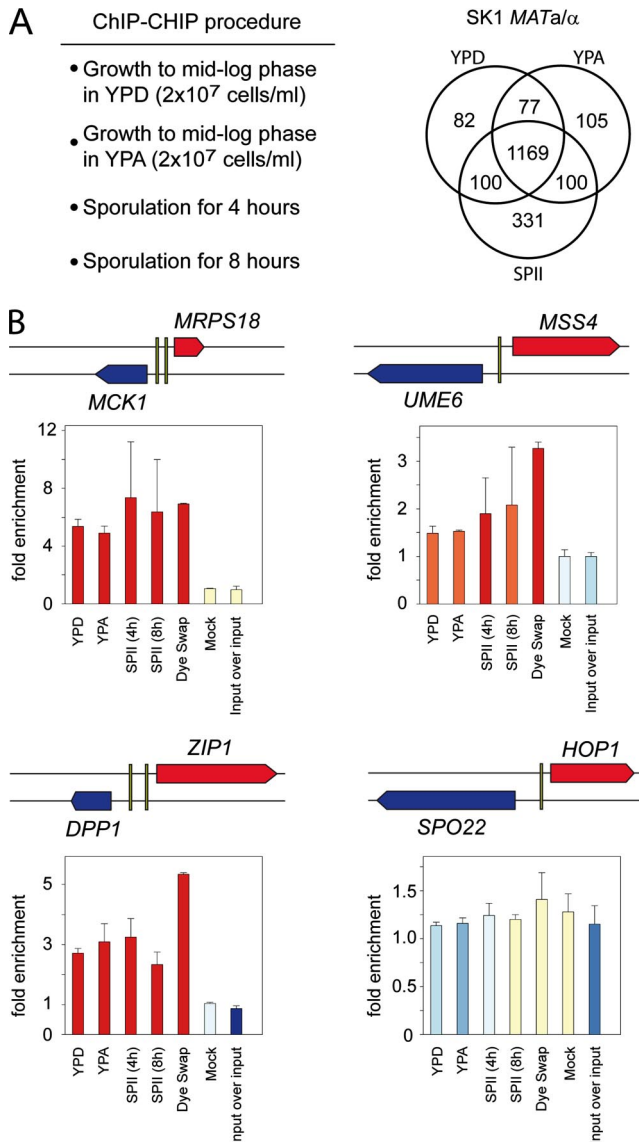 A
ChIP-CHIP procedure
• Growth to mid-log phase
in YPD (2x10⁷ cells/ml)
• Growth to mid-log phase
in YPA (2x10⁷ cells/ml)
• Sporulation for 4 hours
• Sporulation for 8 hours
SK1 MATa/α
YPD
YPA
82
77
105
1169
100
100
331
SPII
B
MRPS18
MCK1
12
8
4
0
fold enrichment
YPD
YPA
SPII (4h)
SPII (8h)
Dye Swap
Mock
Input over input
MSS4
UME6
3
2
1
0
fold enrichment
YPD
YPA
SPII (4h)
SPII (8h)
Dye Swap
Mock
Input over input
ZIP1
DPP1
5
3
1
0
fold enrichment
YPD
YPA
SPII (4h)
SPII (8h)
Dye Swap
Mock
nput over input
HOP1
SPO22
1.5
1.0
0.5
0
fold enrichment
YPD
YPA
SPII (4h)
SPII (8h)
Dye Swap
Mock
nput over input